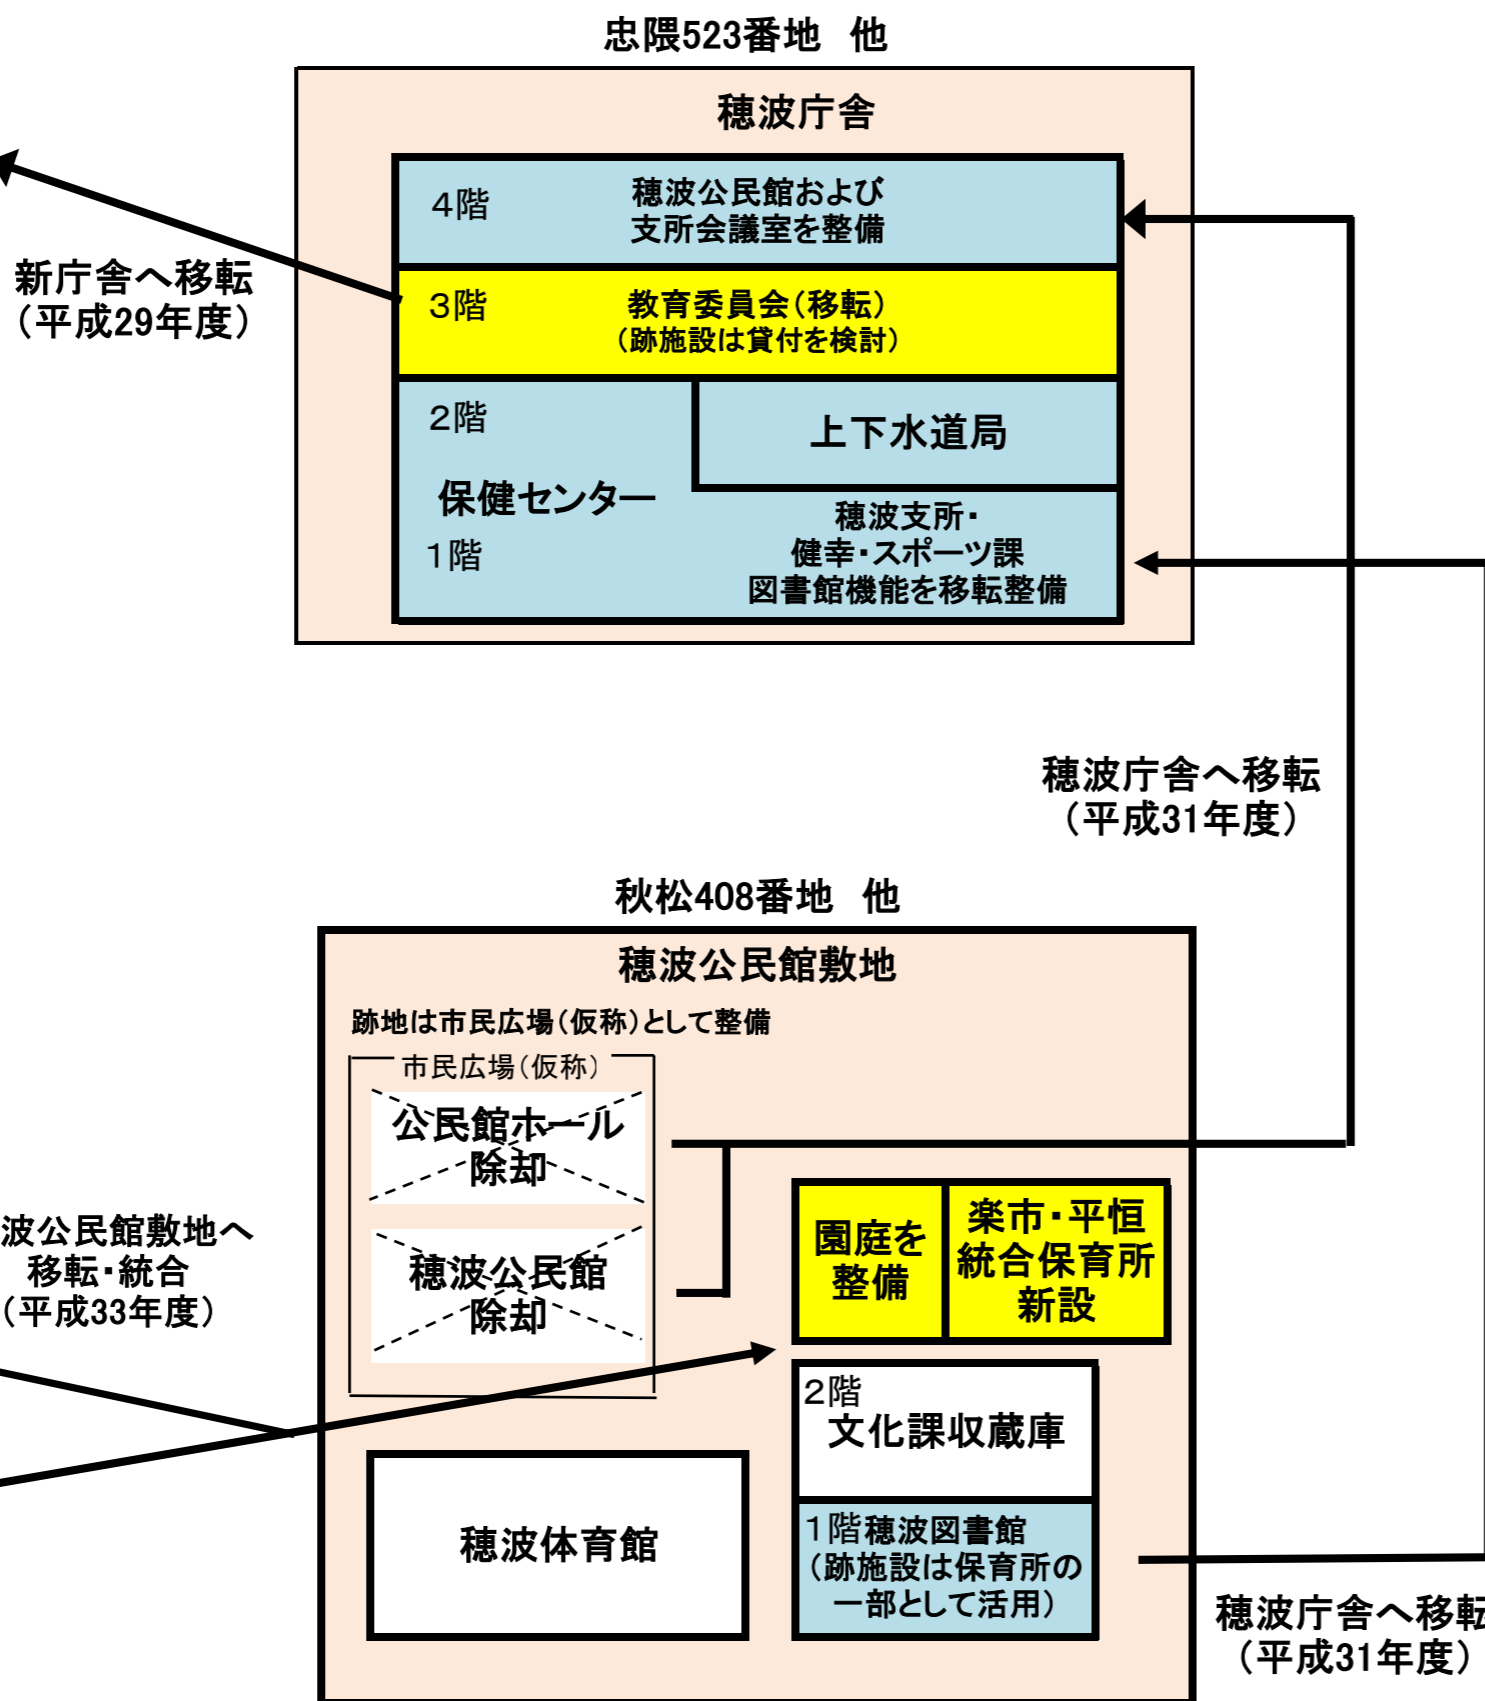 忠隈523番地　他
穂波庁舎
４階
穂波公民館および
支所会議室を整備
新庁舎へ移転
（平成29年度）
３階
教育委員会（移転）
（跡施設は貸付を検討）
２階
上下水道局
保健センター
１階
穂波支所・
健幸・スポーツ課
図書館機能を移転整備
穂波庁舎へ移転
（平成31年度）
秋松408番地　他
穂波公民館敷地
跡地は市民広場（仮称）として整備
市民広場（仮称）
公民館ホール
除却
穂波公民館
除却
園庭を
整備
楽市・平恒
統合保育所
新設
波公民館敷地へ
移転・統合
（平成33年度）
２階
文化課収蔵庫
穂波体育館
１階穂波図書館
（跡施設は保育所の
一部として活用）
穂波庁舎へ移転
（平成31年度）